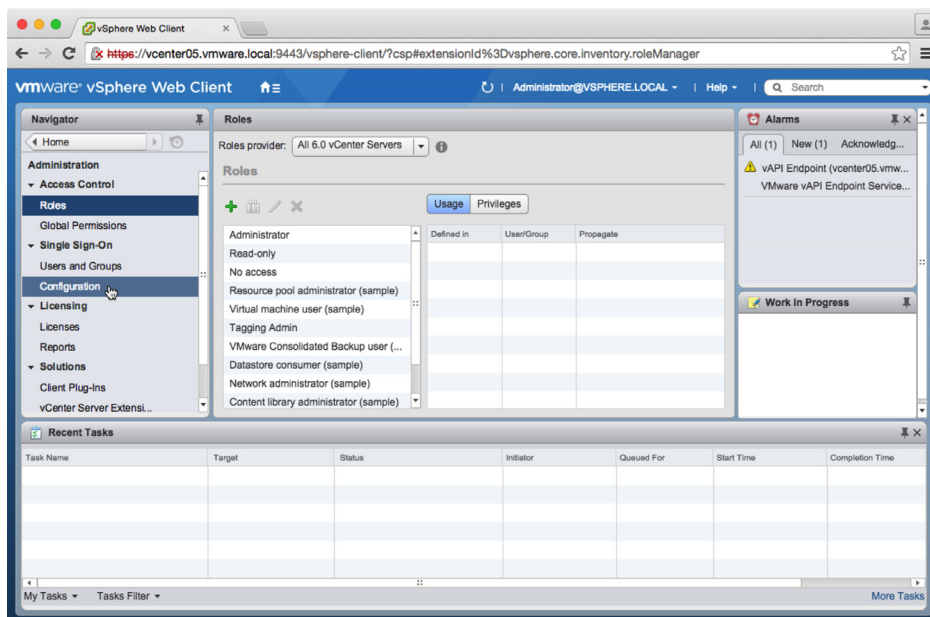 vSphere Web Client
https://vcenter05.vmware.local:9443/vsphere-client/?csp#extensionId%3Dvsphere.core.inventory.roleManager
vmware® vSphere Web Client
Administrator@VSPHERE.LOCAL
Help
Search
Navigator
Home
Administration
Access Control
Roles
Global Permissions
Single Sign-On
Users and Groups
Configuration
Licensing
Licenses
Reports
Solutions
Client Plug-Ins
vCenter Server Extensi...
Roles
Roles provider: All 6.0 vCenter Servers
Roles
Administrator
Read-only
No access
Resource pool administrator (sample)
Virtual machine user (sample)
Tagging Admin
VMware Consolidated Backup user (...
Datastore consumer (sample)
Network administrator (sample)
Content library administrator (sample)
Usage Privileges
Defined in User/Group Propagate
Alarms
All (1) New (1) Acknowledg...
vAPI Endpoint (vcenter05.vmw...
VMware vAPI Endpoint Service...
Work In Progress
Recent Tasks
Task Name Target Status Initiator Queued For Start Time Completion Time
My Tasks Tasks Filter More Tasks